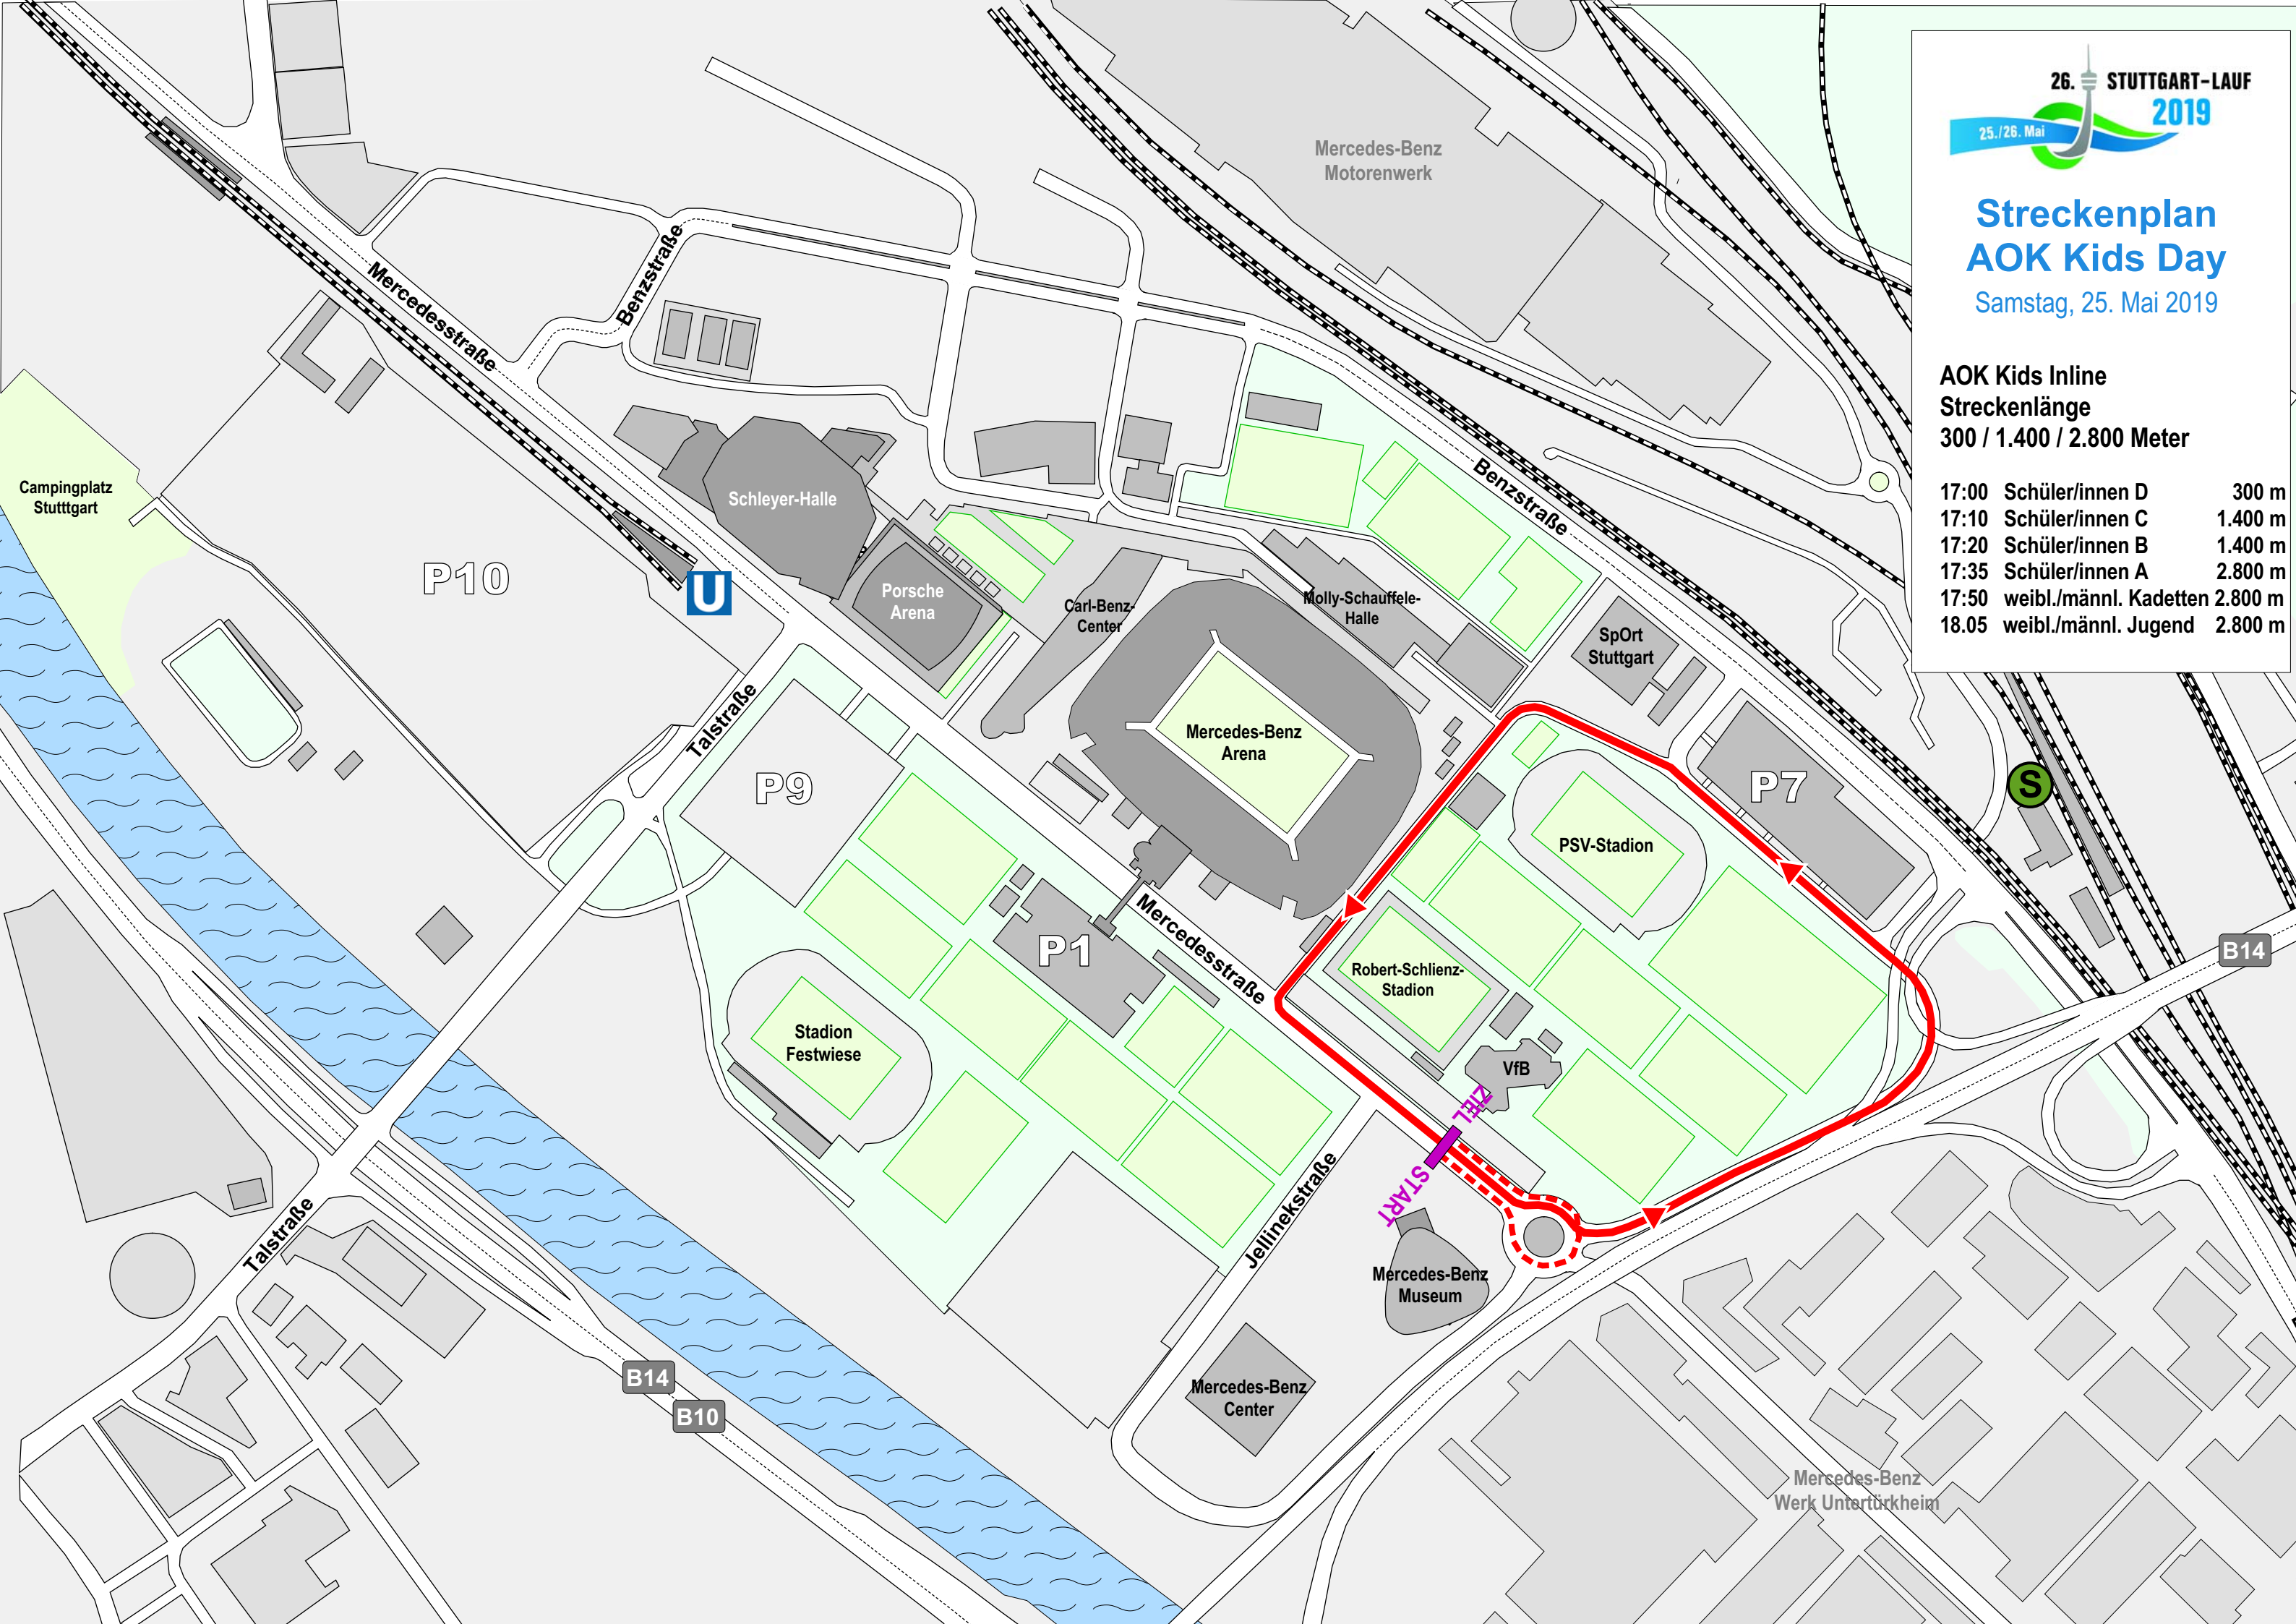 26. STUTTGART-LAUF
2019
25./26. Mai
Streckenplan
AOK Kids Day
Samstag, 25. Mai 2019
AOK Kids Inline
Streckenlänge
300 / 1.400 / 2.800 Meter
17:00 Schüler/innen D 300 m
17:10 Schüler/innen C 1.400 m
17:20 Schüler/innen B 1.400 m
17:35 Schüler/innen A 2.800 m
17:50 weibl./männl. Kadetten 2.800 m
18.05 weibl./männl. Jugend 2.800 m
Mercedes-Benz
Motorenwerk
Benzstraße
Mercedesstraße
Campingplatz
Stutttgart
Schleyer-Halle
Benzstraße
P10
U
Porsche
Arena
Carl-Benz-
Center
Molly-Schauffele-
Halle
SpOrt
Stuttgart
Talstraße
Mercedes-Benz
Arena
P9
P7
S
PSV-Stadion
P1
Mercedesstraße
Robert-Schlienz-
Stadion
B14
Stadion
Festwiese
VfB
ZIEL
START
Jellinekstraße
Talstraße
Mercedes-Benz
Museum
Mercedes-Benz
Center
B14
B10
Mercedes-Benz
Werk Untertürkheim